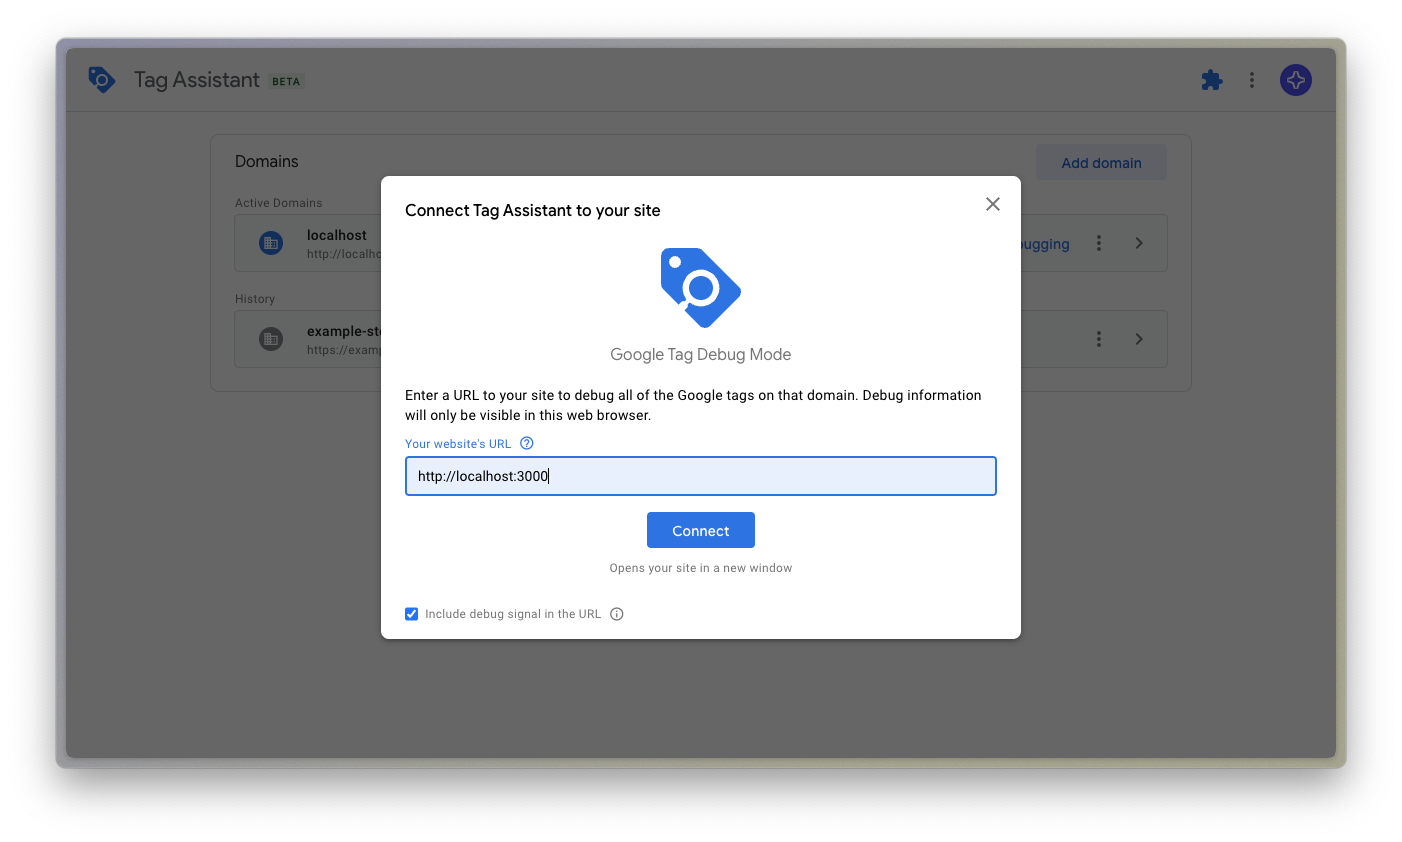 Tag Assistant BETA
Domains
Add domain
Active Domains
localhost
http://localho
ugging
History
example-st
https://examp
Connect Tag Assistant to your site
Google Tag Debug Mode
Enter a URL to your site to debug all of the Google tags on that domain. Debug information
will only be visible in this web browser.
Your website's URL
http://localhost:3000
Connect
Opens your site in a new window
Include debug signal in the URL